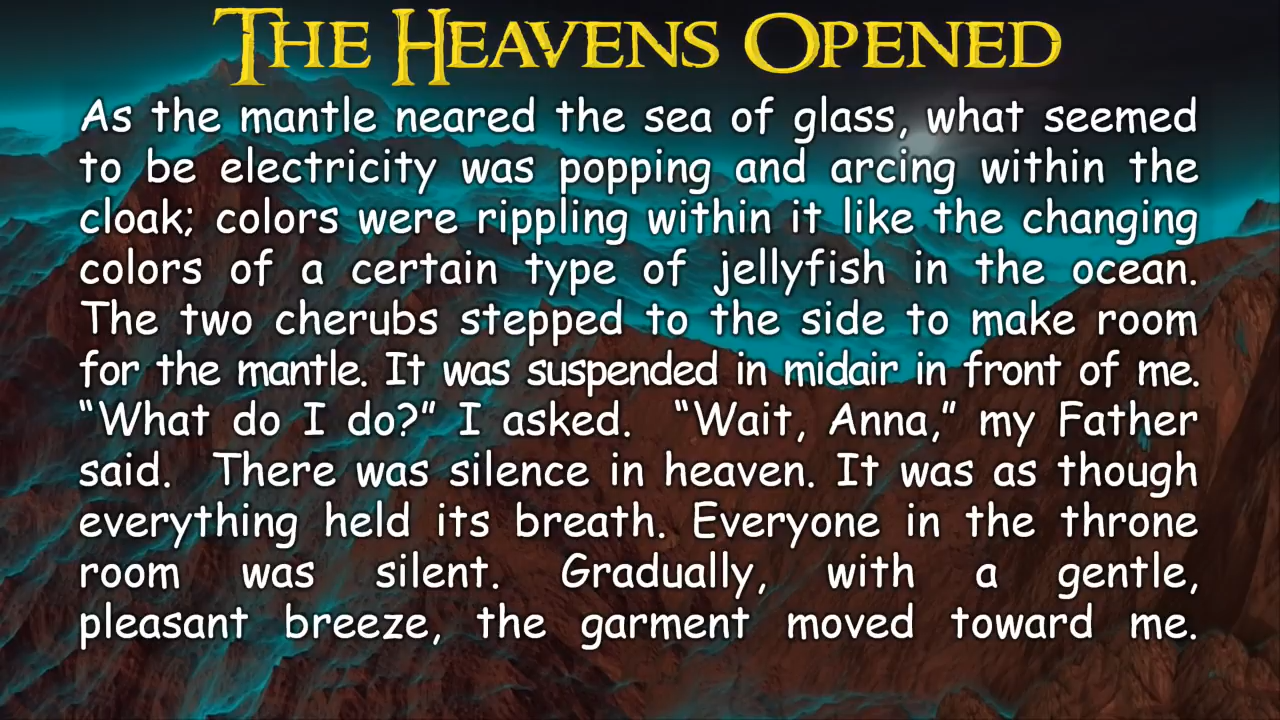 THE HEAVENS OPENED
As the mantle neared the sea of glass, what seemed
to be electricity was popping and arcing within the
cloak; colors were rippling within it like the changing
colors of a certain type of jellyfish in the ocean.
The two cherubs stepped to the side to make room
for the mantle. It was suspended in midair in front of me.
“What do I do?” I asked.  “Wait, Anna,” my Father
said.  There was silence in heaven. It was as though
everything held its breath. Everyone in the throne
room was silent. Gradually, with a gentle,
pleasant breeze, the garment moved toward me.